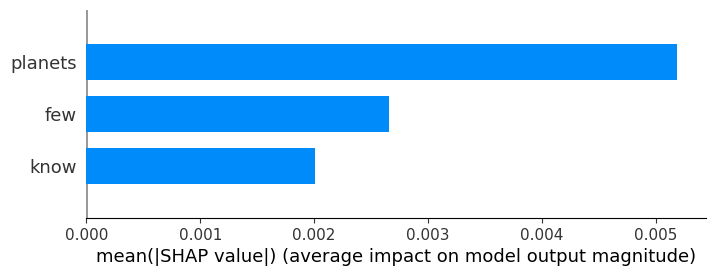 planets
few
know
0.000 0.001 0.002 0.003 0.004 0.005
mean(|SHAP value|) (average impact on model output magnitude)